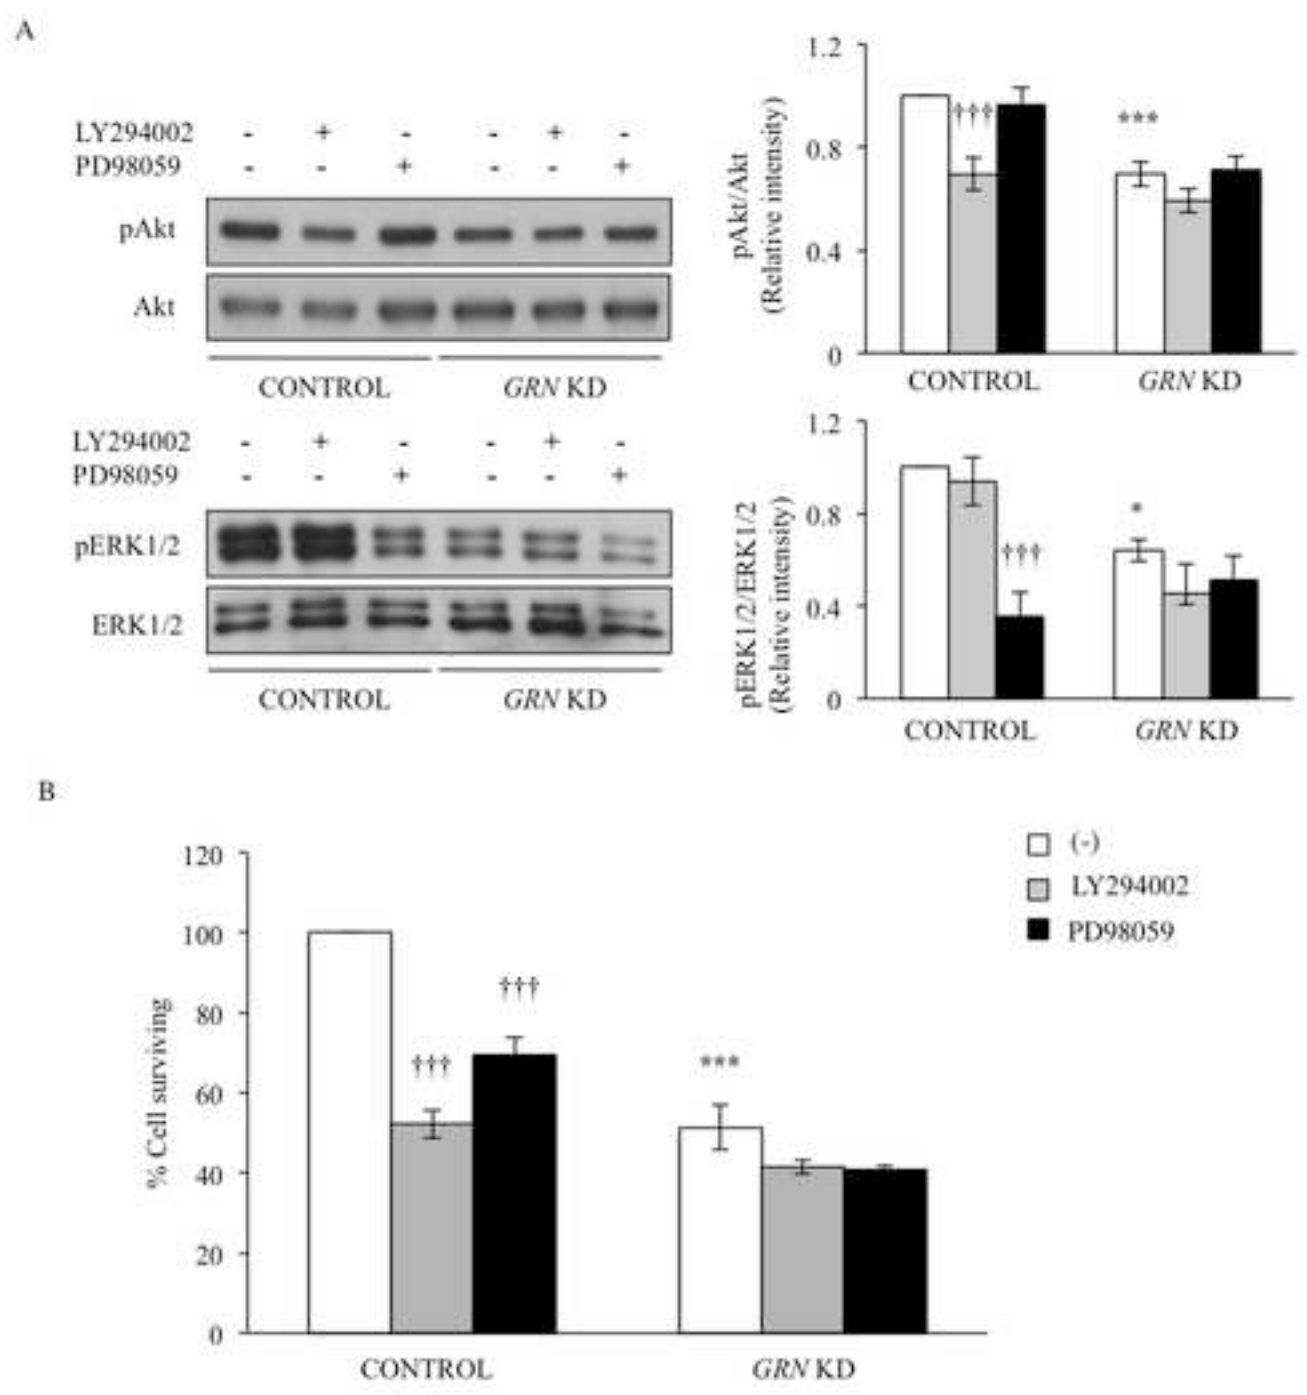 A
LY294002 - + - - + -
PD98059 - - + - - +
pAkt
Akt
CONTROL GRN KD
LY294002 - + - - + -
PD98059 - - + - - +
pERK1/2
ERK1/2
CONTROL GRN KD
pAkt/Akt
(Relative intensity)
1.2
0.8
0.4
0
†††
***
CONTROL GRN KD
pERK1/2/ERK1/2
(Relative intensity)
1.2
0.8
0.4
0
†††
*
CONTROL GRN KD
B
% Cell surviving
120
100
80
60
40
20
0
†††
†††
***
CONTROL GRN KD
(-)
LY294002
PD98059